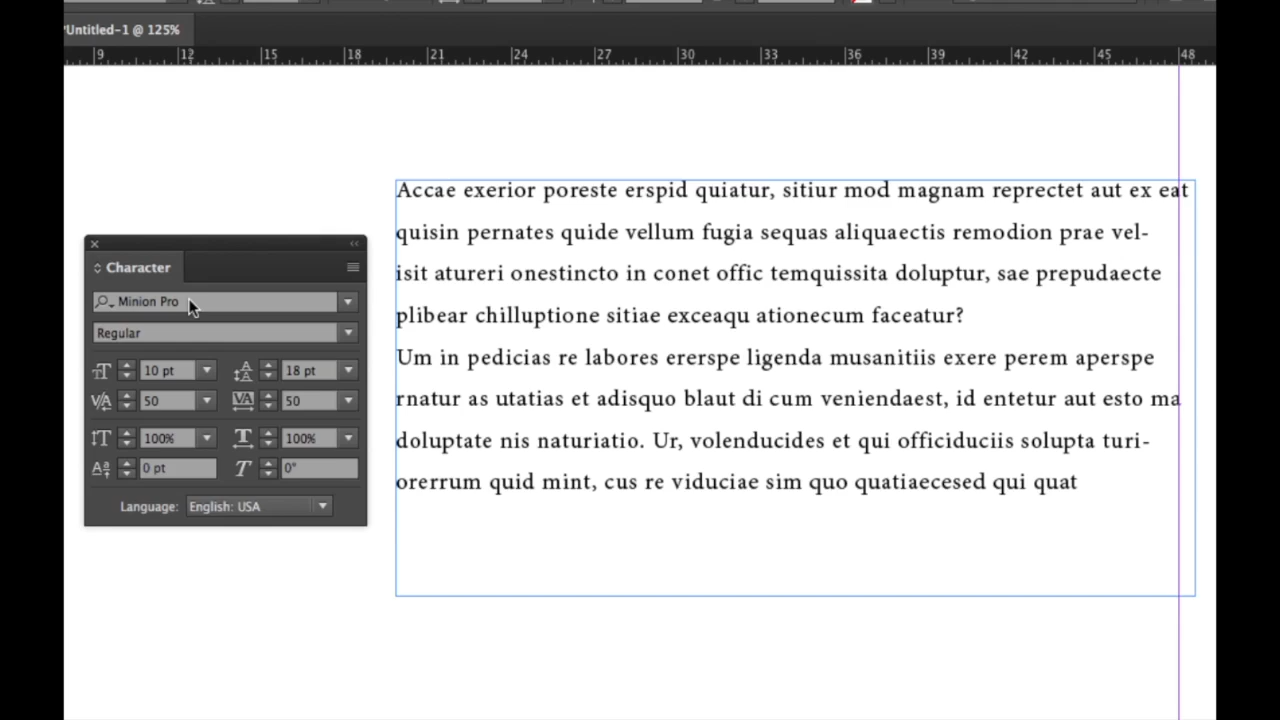 *Untitled-1 @ 125%
9 12 15 18 21 24 27 30 33 36 39 42 45 48
Character
Minion Pro
Regular
10 pt 18 pt
50 50
100% 100%
0 pt 0°
Language: English: USA
Accae exerior poreste erspid quiatur, sitiur mod magnam reprectet aut ex eat
quisin pernates quide vellum fugia sequas aliquaectis remodion prae vel-
isit atureri onestincto in conet offic temquissita doluptur, sae prepudaecte
plibear chilluptione sitiae exceaqu ationecum faceatur?
Um in pedicias re labores ererspe ligenda musanitiis exere perem aperspe
rnatur as utatias et adisquo blaut di cum veniendaest, id entetur aut esto ma
doluptate nis naturiatio. Ur, volenducides et qui officiduciis solupta turi-
orerrum quid mint, cus re viduciae sim quo quatiaecesed qui quat